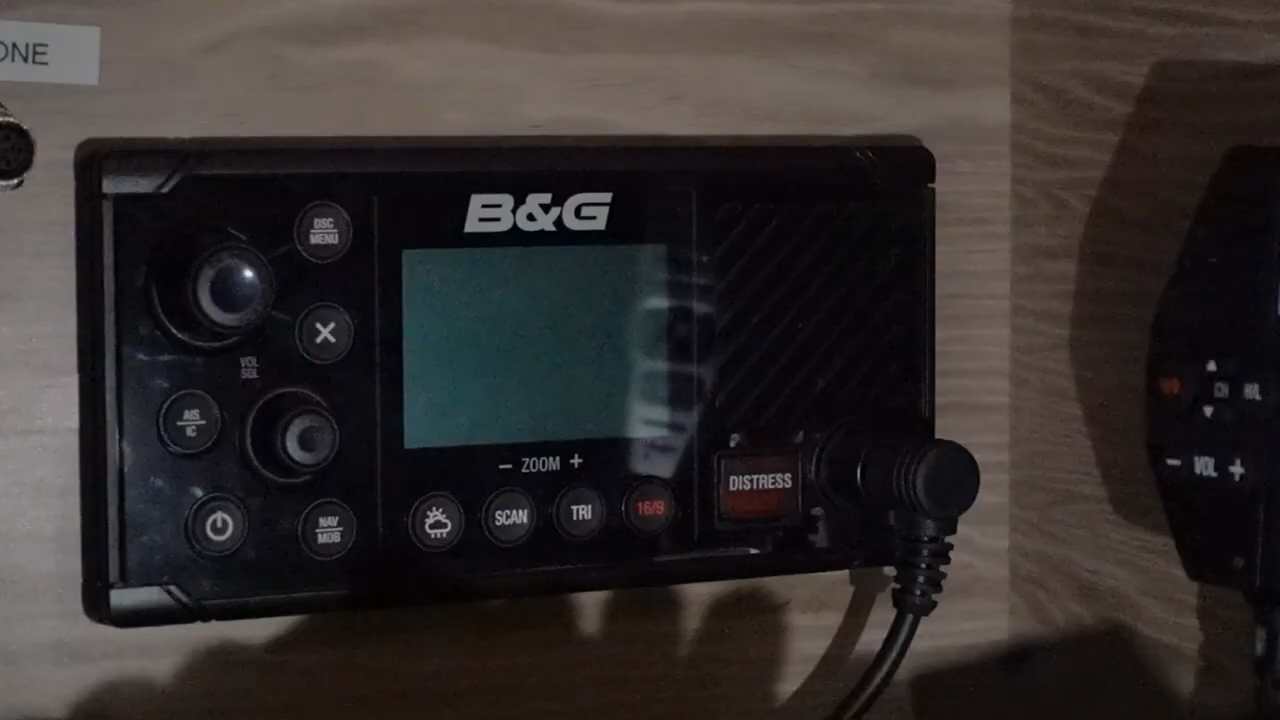 ONE
B&G
DSC
MENU
X
VOL
SQL
AIS
IC
NAV
MOB
− ZOOM +
SCAN
TRI
16/9
DISTRESS
CH
H/L
− VOL +